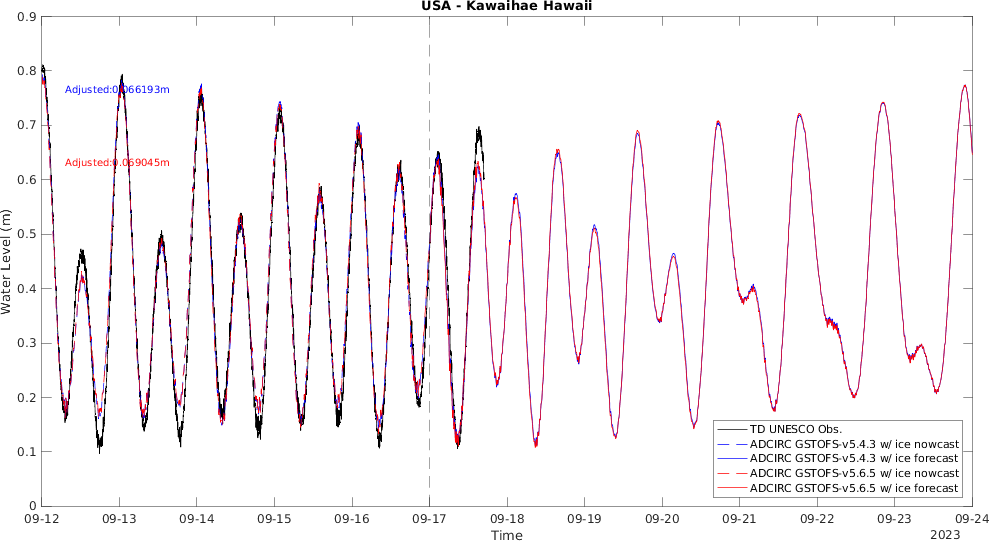 USA - Kawaihae Hawaii
0.9
0.8
0.7
0.6
0.5
0.4
0.3
0.2
0.1
0
Water Level (m)
Adjusted:0.066193m
Adjusted:0.069045m
TD UNESCO Obs.
ADCIRC GSTOFS-v5.4.3 w/ ice nowcast
ADCIRC GSTOFS-v5.4.3 w/ ice forecast
ADCIRC GSTOFS-v5.6.5 w/ ice nowcast
ADCIRC GSTOFS-v5.6.5 w/ ice forecast
09-12 09-13 09-14 09-15 09-16 09-17 09-18 09-19 09-20 09-21 09-22 09-23 09-24
Time
2023